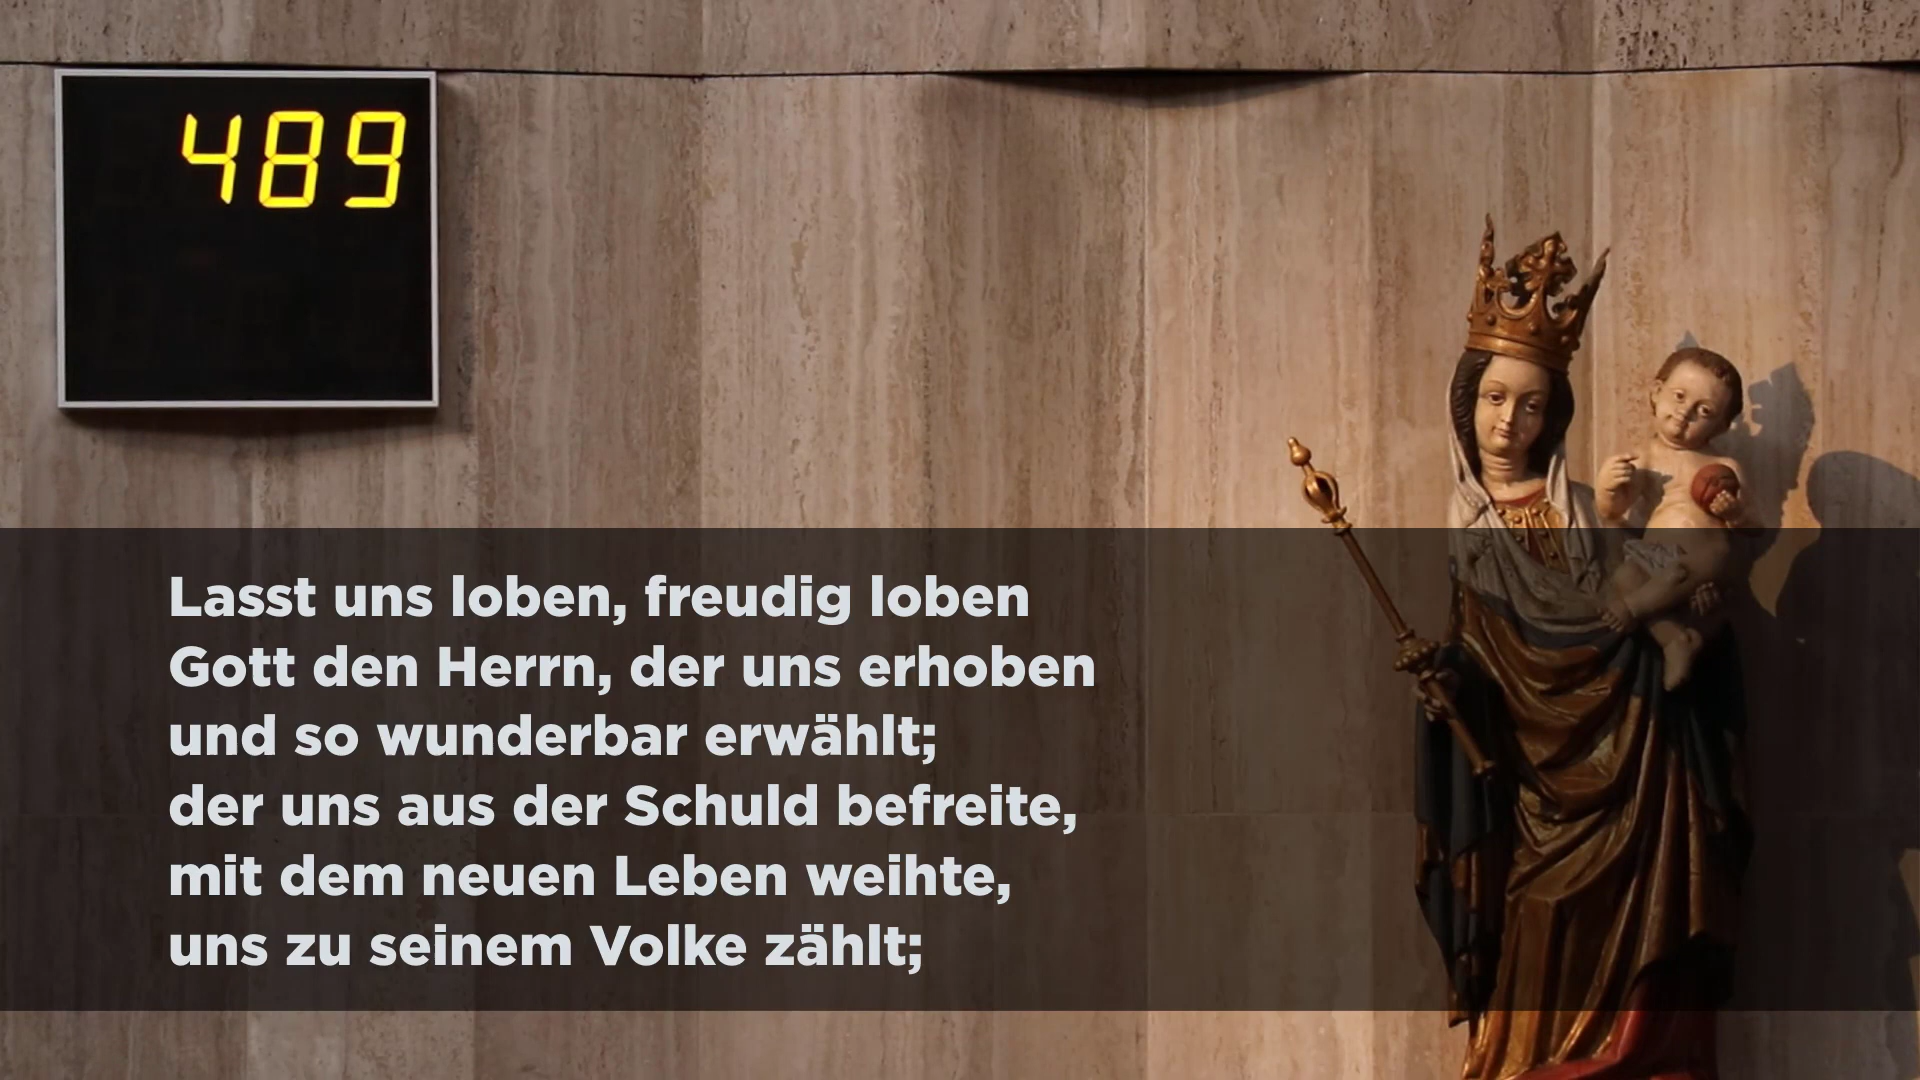 489
Lasst uns loben, freudig loben
Gott den Herrn, der uns erhoben
und so wunderbar erwählt;
der uns aus der Schuld befreite,
mit dem neuen Leben weihte,
uns zu seinem Volke zählt;